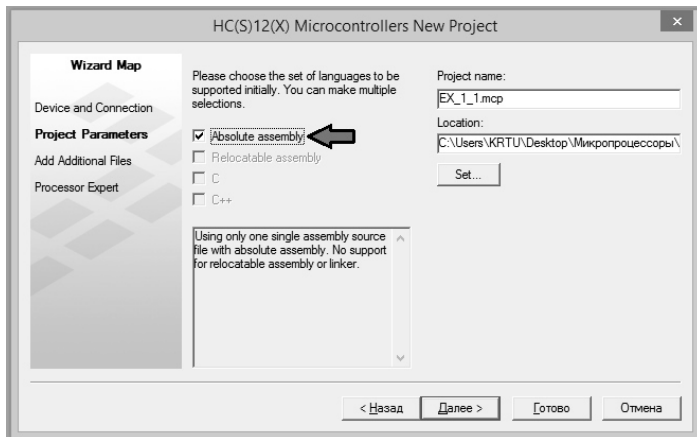 HC(S)12(X) Microcontrollers New Project
Wizard Map
Device and Connection
Project Parameters
Add Additional Files
Processor Expert
Please choose the set of languages to be
supported initially. You can make multiple
selections.
Absolute assembly
Relocatable assembly
C
C++
Using only one single assembly source
file with absolute assembly. No support
for relocatable assembly or linker.
Project name:
EX_1_1.mcp
Location:
C:\Users\KRTU\Desktop\Микропроцессоры\
Set...
< Назад
Далее >
Готово
Отмена